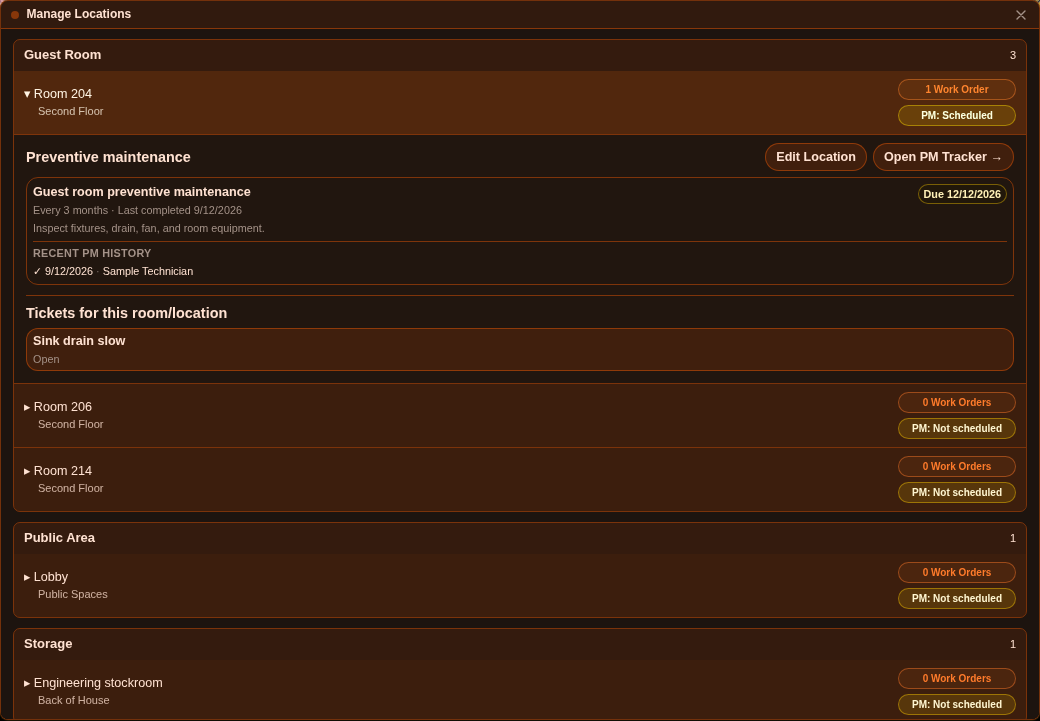 Manage Locations
Guest Room 3
▾ Room 204
Second Floor
1 Work Order
PM: Scheduled
Preventive maintenance
Edit Location
Open PM Tracker →
Guest room preventive maintenance
Due 12/12/2026
Every 3 months · Last completed 9/12/2026
Inspect fixtures, drain, fan, and room equipment.
RECENT PM HISTORY
✓ 9/12/2026 · Sample Technician
Tickets for this room/location
Sink drain slow
Open
▸ Room 206
Second Floor
0 Work Orders
PM: Not scheduled
▸ Room 214
Second Floor
0 Work Orders
PM: Not scheduled
Public Area 1
▸ Lobby
Public Spaces
0 Work Orders
PM: Not scheduled
Storage 1
▸ Engineering stockroom
Back of House
0 Work Orders
PM: Not scheduled